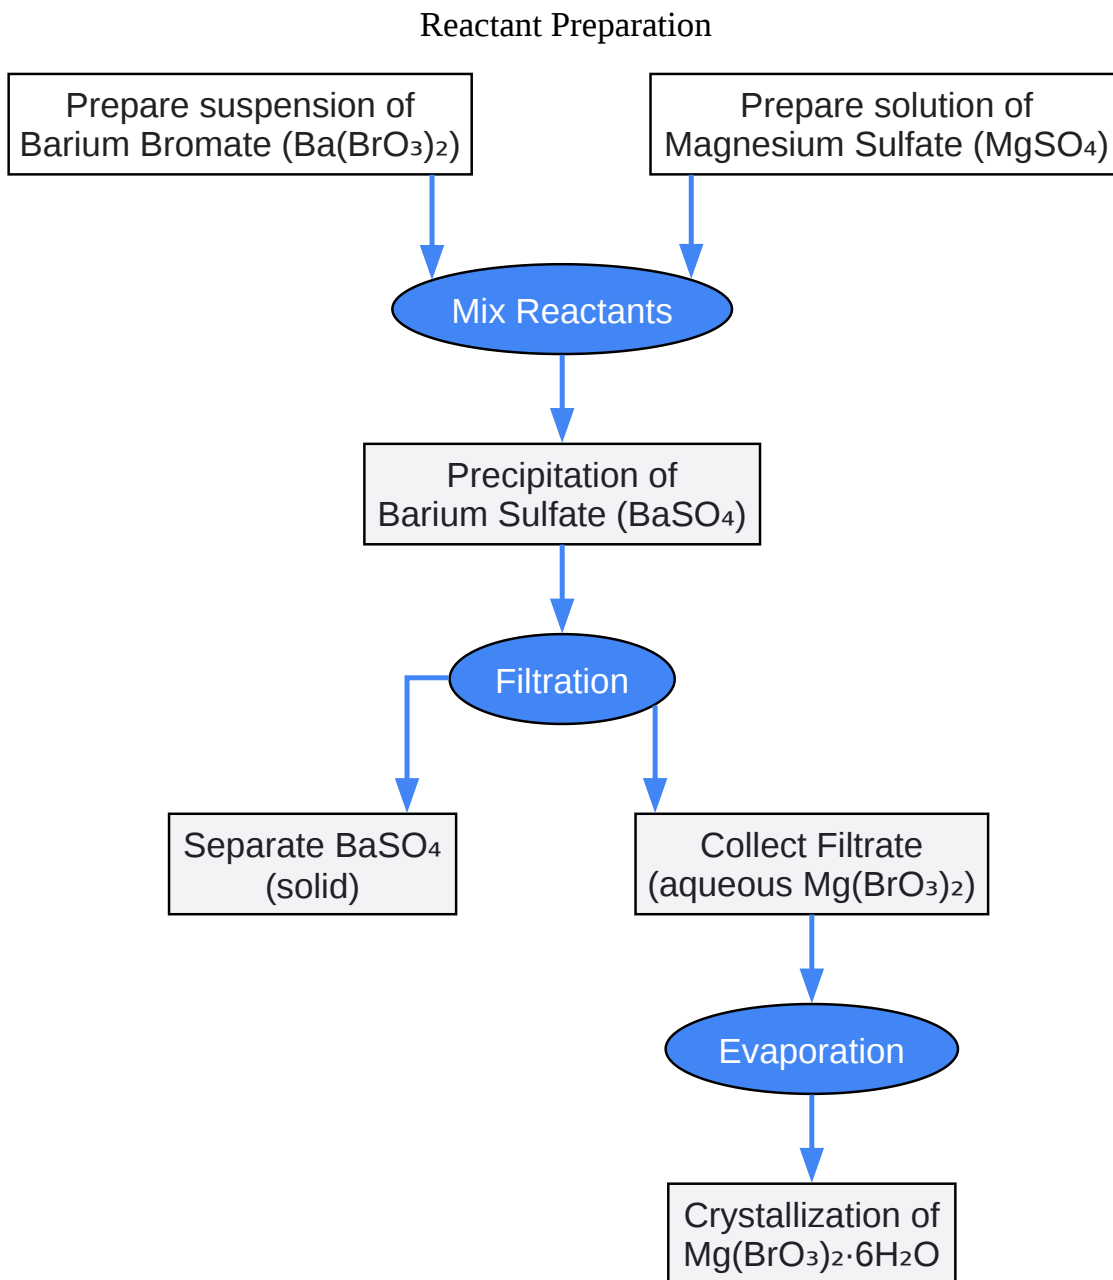 Reactant Preparation
Prepare suspension of
Barium Bromate (Ba(BrO₃)₂)
Prepare solution of
Magnesium Sulfate (MgSO₄)
Mix Reactants
Precipitation of
Barium Sulfate (BaSO₄)
Filtration
Separate BaSO₄
(solid)
Collect Filtrate
(aqueous Mg(BrO₃)₂)
Evaporation
Crystallization of
Mg(BrO₃)₂·6H₂O